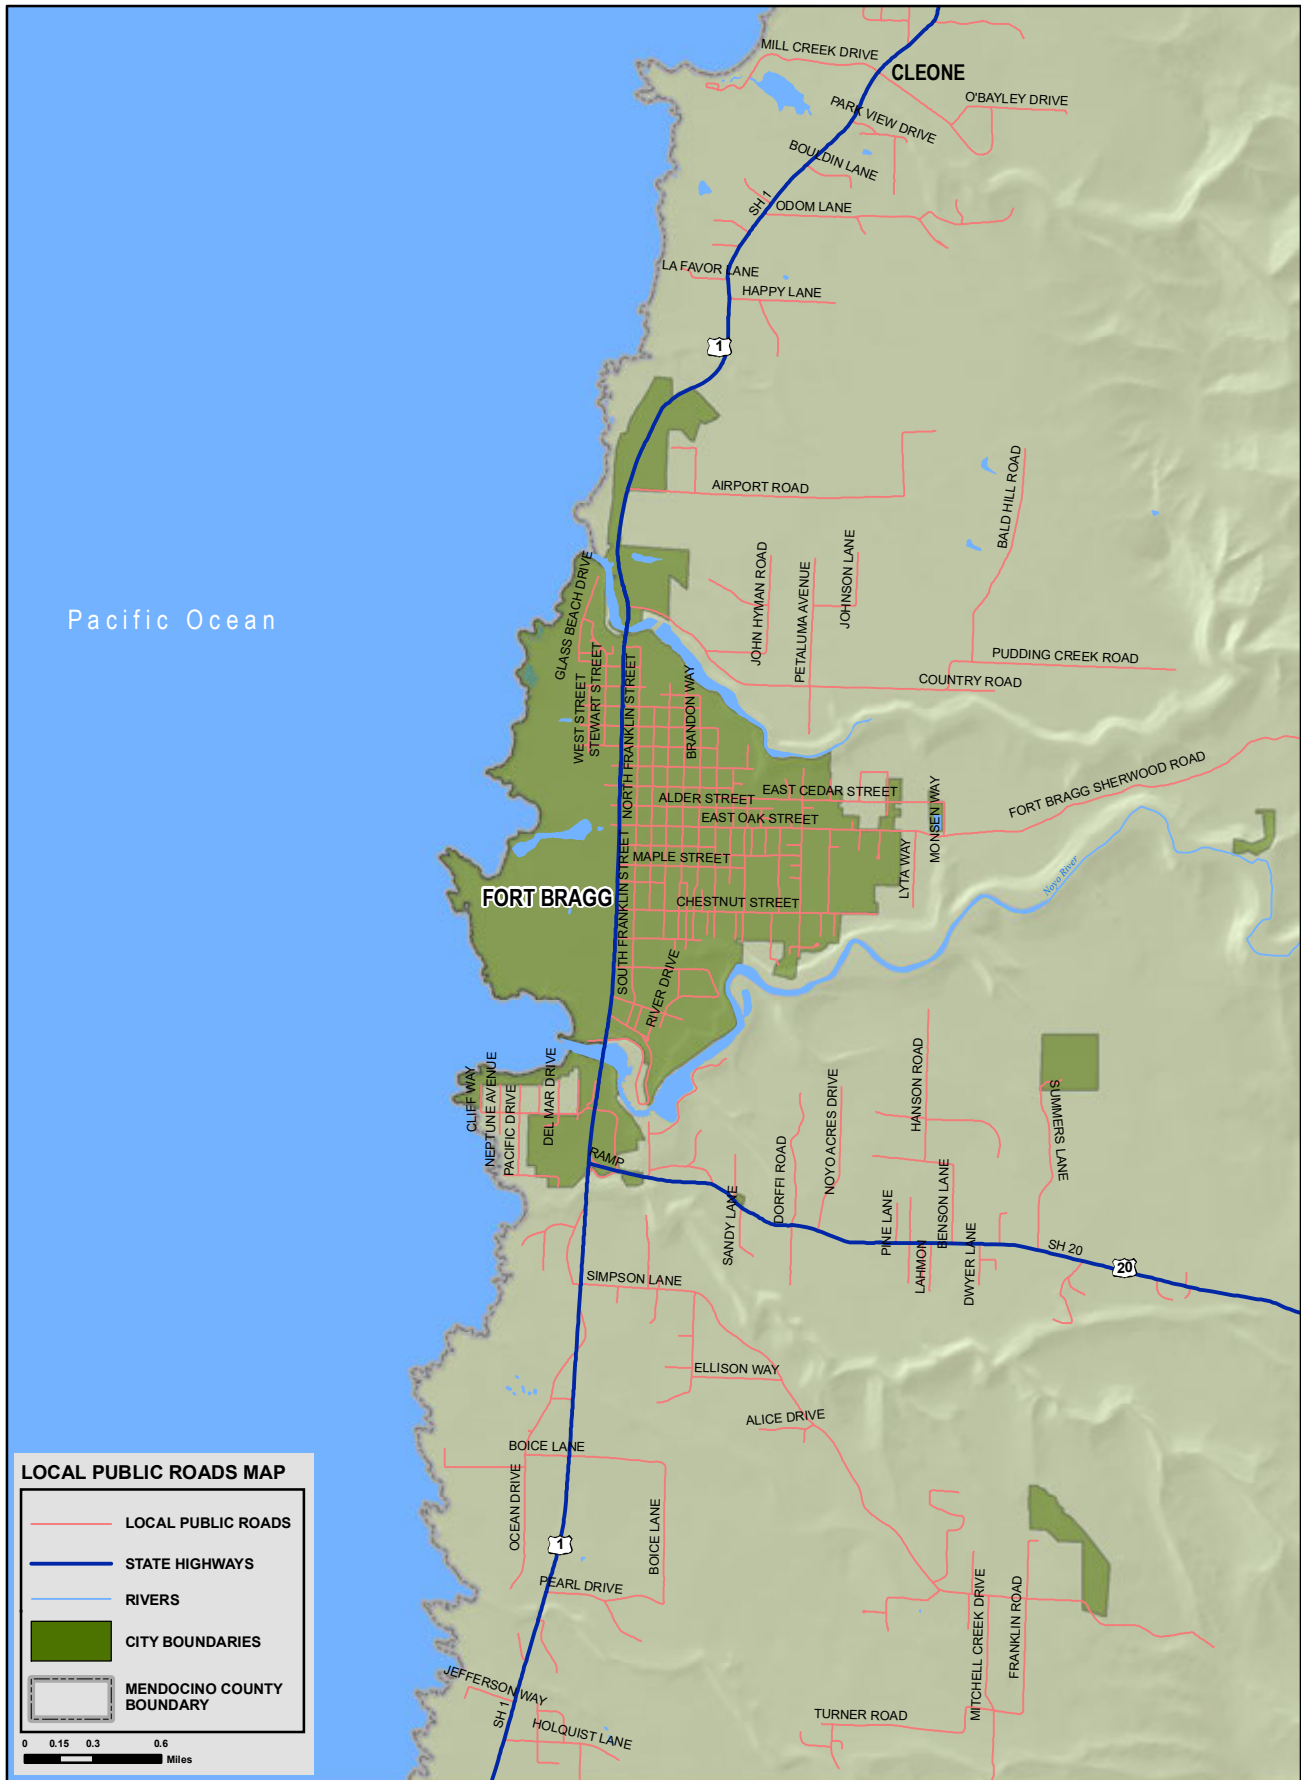 MILL CREEK DRIVE
CLEONE
O'BAYLEY DRIVE
PARK VIEW DRIVE
BOULDIN LANE
SH 1
ODOM LANE
LA FAVOR LANE
HAPPY LANE
1
AIRPORT ROAD
BALD HILL ROAD
JOHN HYMAN ROAD
PETALUMA AVENUE
JOHNSON LANE
GLASS BEACH DRIVE
Pacific Ocean
PUDDING CREEK ROAD
COUNTRY ROAD
WEST STREET
STEWART STREET
NORTH FRANKLIN STREET
BRANDON WAY
FORT BRAGG SHERWOOD ROAD
EAST CEDAR STREET
ALDER STREET
MONSEN WAY
EAST OAK STREET
MAPLE STREET
LYTA WAY
Noyo River
FORT BRAGG
CHESTNUT STREET
SOUTH FRANKLIN STREET
RIVER DRIVE
CLIFF WAY
NEPTUNE AVENUE
PACIFIC DRIVE
DEL MAR DRIVE
HANSON ROAD
NOYO ACRES DRIVE
SUMMERS LANE
RAMP
DORFFI ROAD
SANDY LANE
PINE LANE
BENSON LANE
LAHMON
DWYER LANE
SH 20
20
SIMPSON LANE
ELLISON WAY
ALICE DRIVE
BOICE LANE
OCEAN DRIVE
BOICE LANE
1
PEARL DRIVE
MITCHELL CREEK DRIVE
FRANKLIN ROAD
JEFFERSON WAY
SH 1
HOLQUIST LANE
TURNER ROAD
LOCAL PUBLIC ROADS MAP
LOCAL PUBLIC ROADS
STATE HIGHWAYS
RIVERS
CITY BOUNDARIES
MENDOCINO COUNTY
BOUNDARY
0 0.15 0.3 0.6
Miles